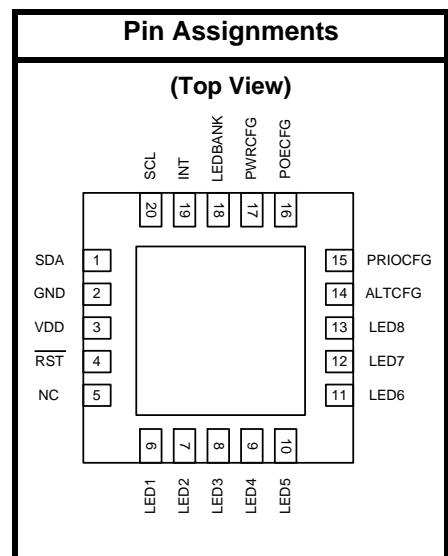 Pin Assignments
(Top View)
SCL
INT
LEDBANK
PWRCFG
POECFG
20
19
18
17
16
SDA 1
GND 2
VDD 3
RST 4
NC 5
15 PRIOCFG
14 ALTCFG
13 LED8
12 LED7
11 LED6
6
7
8
9
10
LED1
LED2
LED3
LED4
LED5